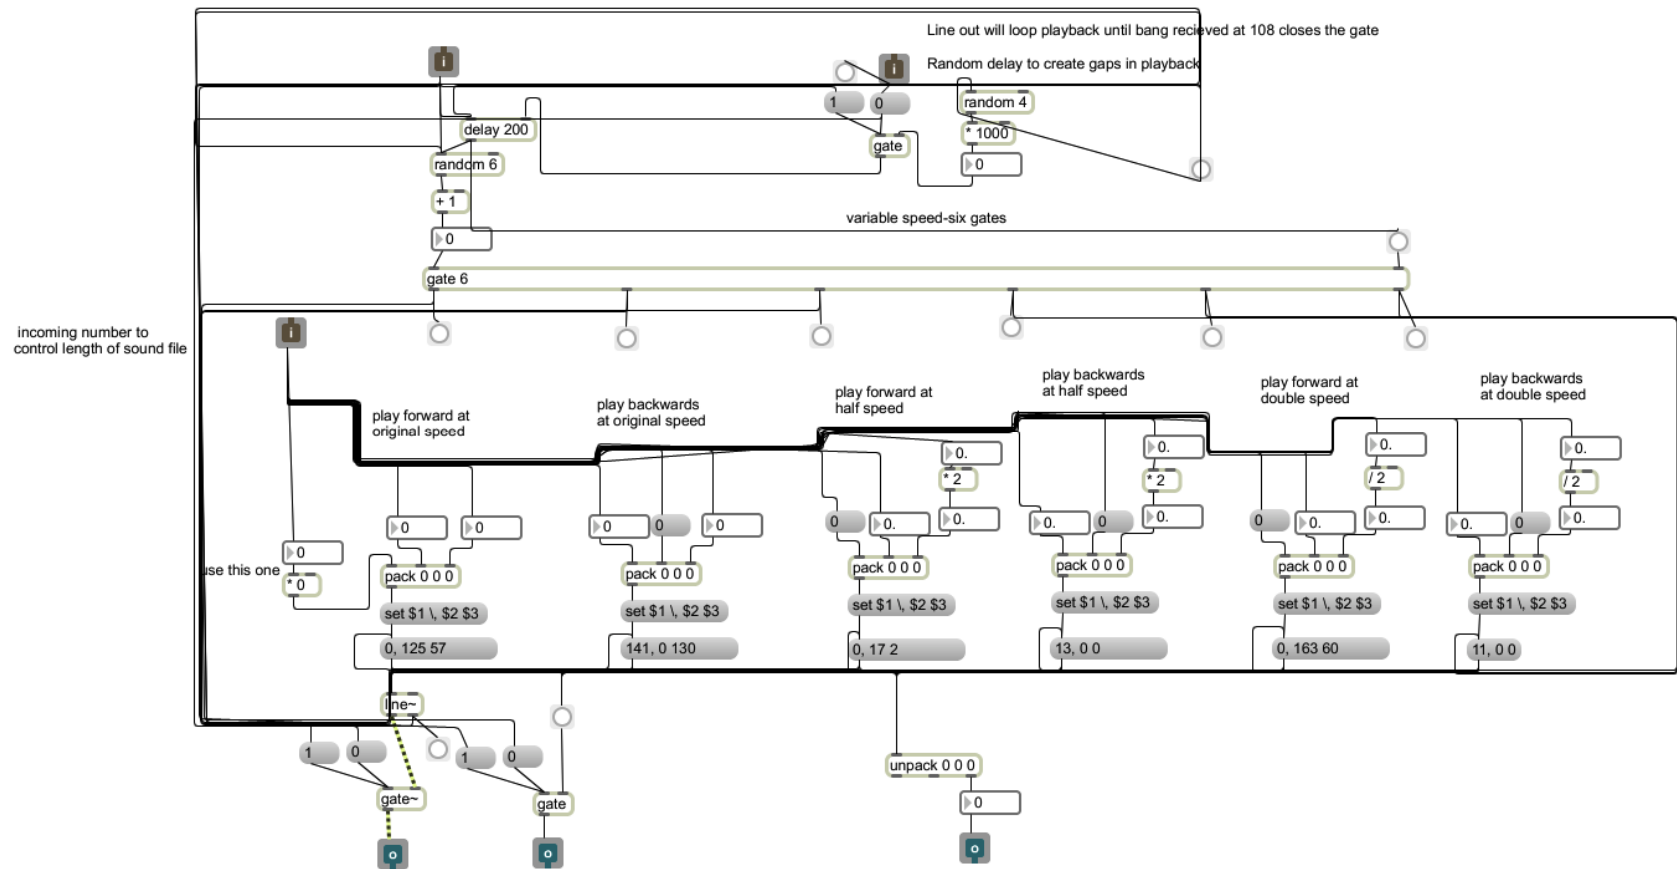 Line out will loop playback until bang recieved at 108 closes the gate
i
i
Random delay to create gaps in playback
1
0
random 4
delay 200
* 1000
gate
random 6
0
+ 1
variable speed-six gates
0
gate 6
incoming number to
control length of sound file
i
play forward at
original speed
play backwards
at original speed
play forward at
half speed
play backwards
at half speed
play forward at
double speed
play backwards
at double speed
0.
0.
0.
0.
* 2
* 2
/ 2
/ 2
0
0
0
0
0
0
0.
0.
0.
0
0.
0
0.
0.
0.
0
0.
0
use this one
* 0
pack 0 0 0
pack 0 0 0
pack 0 0 0
pack 0 0 0
pack 0 0 0
pack 0 0 0
set $1 \, $2 $3
set $1 \, $2 $3
set $1 \, $2 $3
set $1 \, $2 $3
set $1 \, $2 $3
set $1 \, $2 $3
0, 125 57
141, 0 130
0, 17 2
13, 0 0
0, 163 60
11, 0 0
line~
1
0
1
0
unpack 0 0 0
gate~
gate
0
o
o
o